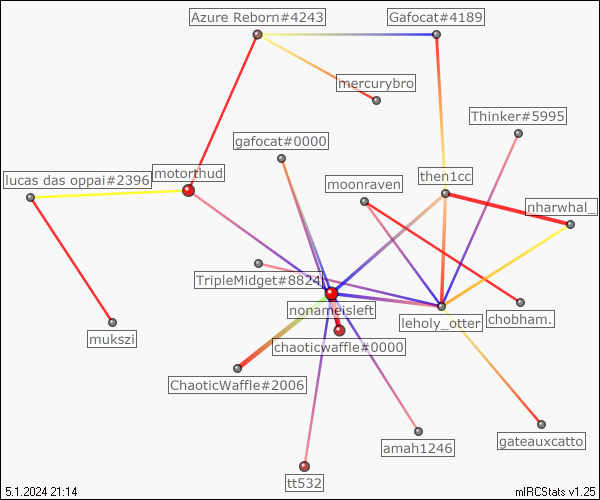 Azure Reborn#4243
Gafocat#4189
mercurybro
Thinker#5995
gafocat#0000
lucas das oppai#2396
motorthud
moonraven
then1cc
nharwhal_
TripleMidget#8824
nonameisleft
leholy_otter
chobham.
mukszi
chaoticwaffle#0000
ChaoticWaffle#2006
amah1246
gateauxcatto
tt532
5.1.2024 21:14
mIRCStats v1.25